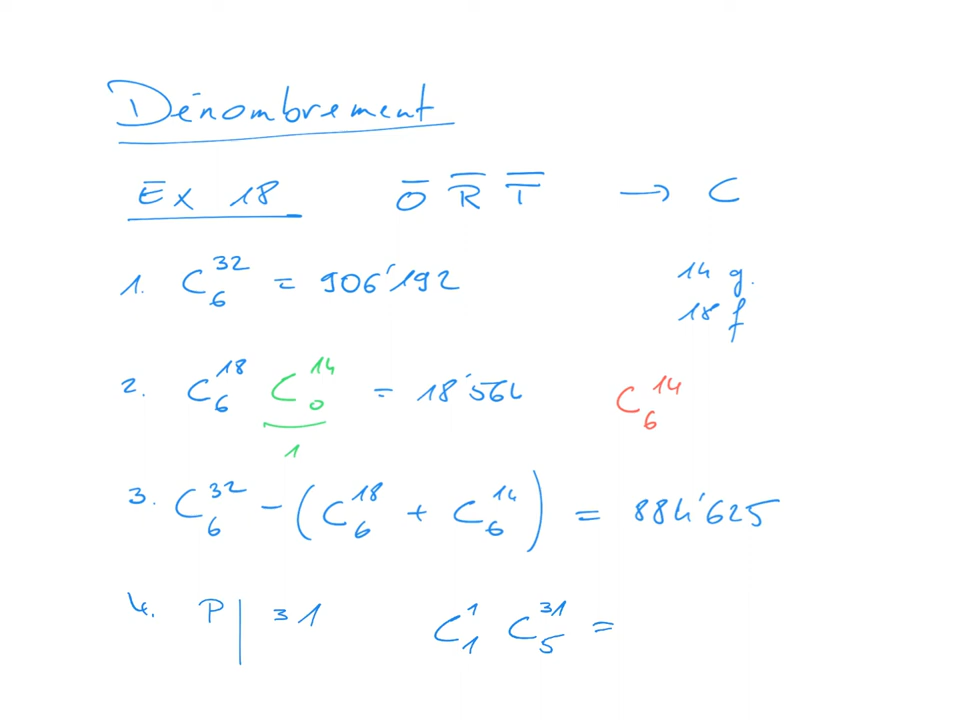 Dénombrement
Ex 18 O̅ R̅ T̿ → C
1. C₆³² = 906'192 14 g.
18 f
2. C₆¹⁸ C₀¹⁴ = 18'564 C₆¹⁴
1
3. C₆³² - (C₆¹⁸ + C₆¹⁴) = 884'625
4. P | 31 C₁¹ C₅³¹ =